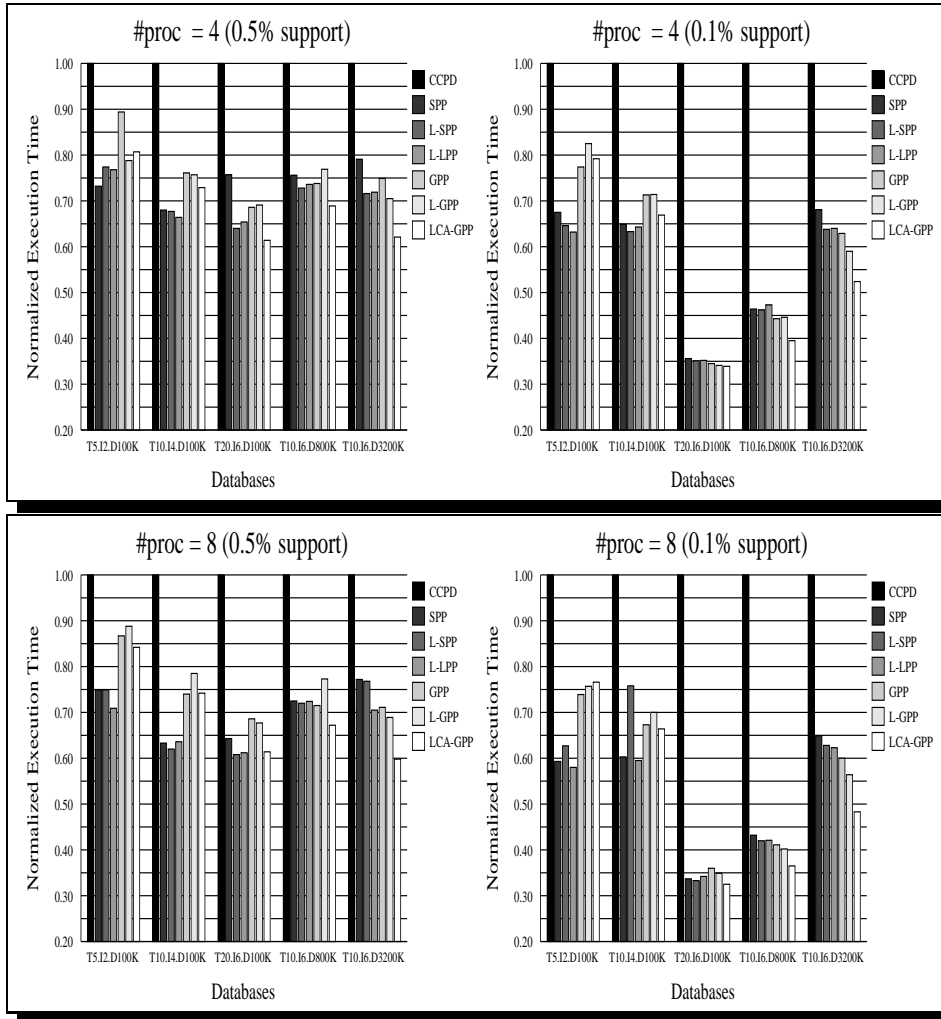 #proc = 4 (0.5% support)
Normalized Execution Time
1.00
0.90
0.80
0.70
0.60
0.50
0.40
0.30
0.20
T5.I2.D100K T10.I4.D100K T20.I6.D100K T10.I6.D800K T10.I6.D3200K
Databases
CCPD
SPP
L-SPP
L-LPP
GPP
L-GPP
LCA-GPP
#proc = 4 (0.1% support)
Normalized Execution Time
1.00
0.90
0.80
0.70
0.60
0.50
0.40
0.30
0.20
T5.I2.D100K T10.I4.D100K T20.I6.D100K T10.I6.D800K T10.I6.D3200K
Databases
CCPD
SPP
L-SPP
L-LPP
GPP
L-GPP
LCA-GPP
#proc = 8 (0.5% support)
Normalized Execution Time
1.00
0.90
0.80
0.70
0.60
0.50
0.40
0.30
0.20
T5.I2.D100K T10.I4.D100K T20.I6.D100K T10.I6.D800K T10.I6.D3200K
Databases
CCPD
SPP
L-SPP
L-LPP
GPP
L-GPP
LCA-GPP
#proc = 8 (0.1% support)
Normalized Execution Time
1.00
0.90
0.80
0.70
0.60
0.50
0.40
0.30
0.20
T5.I2.D100K T10.I4.D100K T20.I6.D100K T10.I6.D800K T10.I6.D3200K
Databases
CCPD
SPP
L-SPP
L-LPP
GPP
L-GPP
LCA-GPP